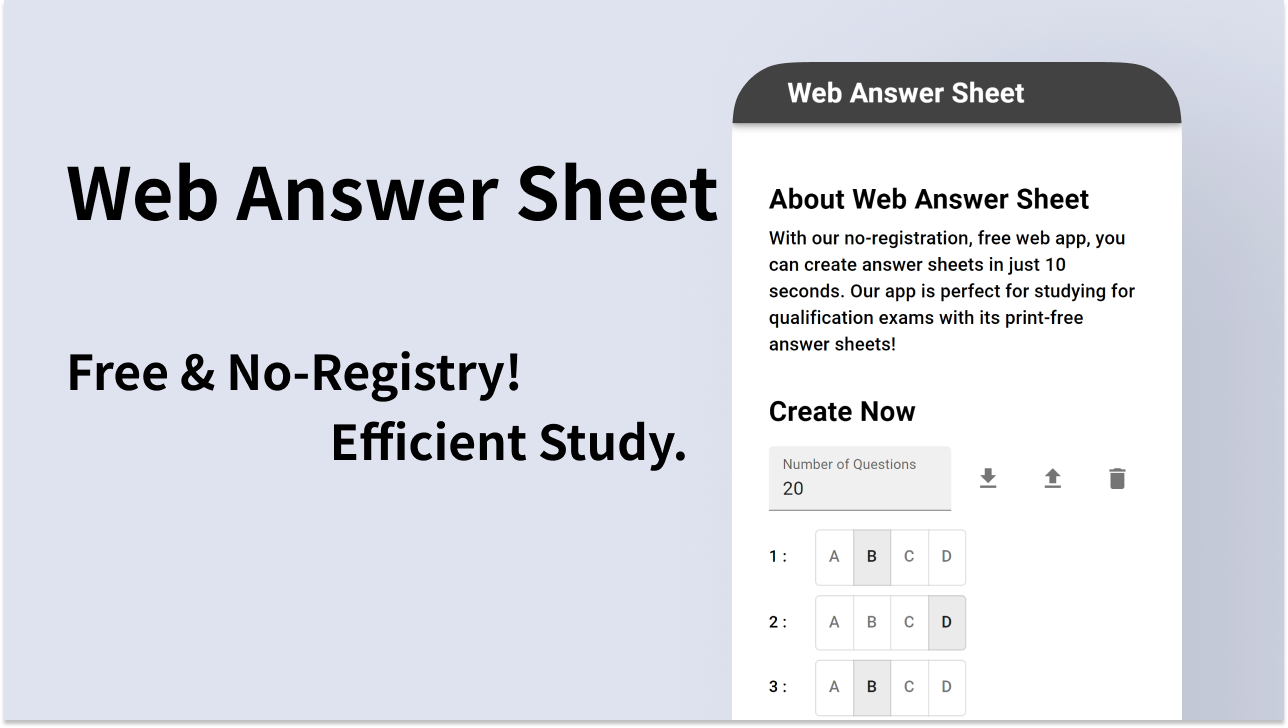 Web Answer Sheet
Free & No-Registry!
Efficient Study.
Web Answer Sheet
About Web Answer Sheet
With our no-registration, free web app, you
can create answer sheets in just 10
seconds. Our app is perfect for studying for
qualification exams with its print-free
answer sheets!
Create Now
Number of Questions
20
1 : A B C D
2 : A B C D
3 : A B C D